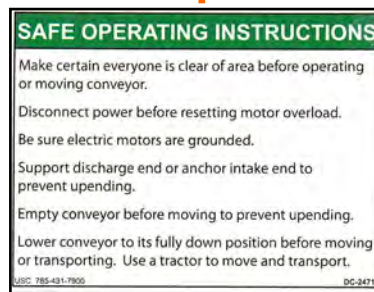 SAFE OPERATING INSTRUCTIONS
Make certain everyone is clear of area before operating
or moving conveyor.
Disconnect power before resetting motor overload.
Be sure electric motors are grounded.
Support discharge end or anchor intake end to
prevent upending.
Empty conveyor before moving to prevent upending.
Lower conveyor to its fully down position before moving
or transporting. Use a tractor to move and transport.
USC 785-431-7900
DC-2471